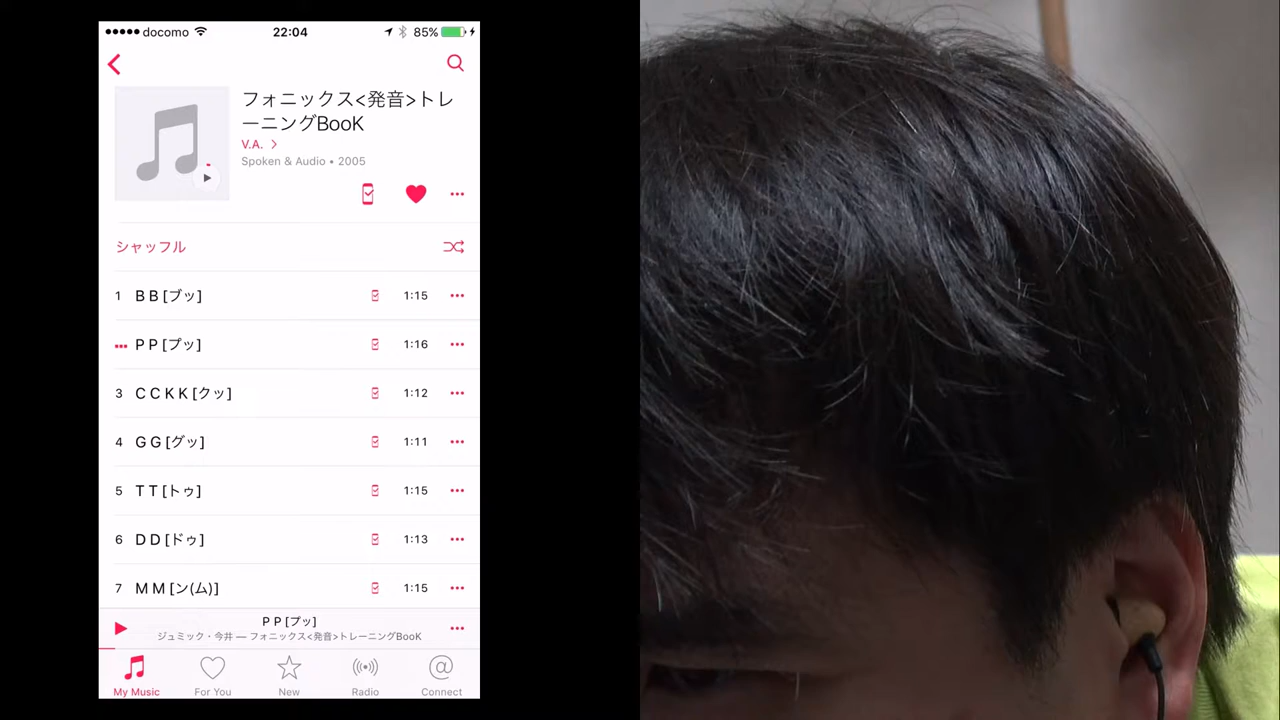 docomo
22:04
85%
フォニックス<発音>トレ
ーニングBooK
V.A.
Spoken & Audio • 2005
シャッフル
1 B B [ブッ] 1:15
P P [プッ] 1:16
3 C C K K [クッ] 1:12
4 G G [グッ] 1:11
5 T T [トゥ] 1:15
6 D D [ドゥ] 1:13
7 M M [ン(ム)] 1:15
P P [プッ]
ジュミック・今井 — フォニックス<発音>トレーニングBooK
My Music
For You
New
Radio
Connect